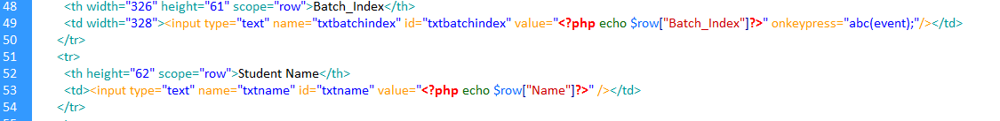 48 <th width="326" height="61" scope="row">Batch_Index</th>
49 <td width="328"><input type="text" name="txtbatchindex" id="txtbatchindex" value="<?php echo $row["Batch_Index"]?>" onkeypress="abc(event);"/></td>
50 </tr>
51 <tr>
52 <th height="62" scope="row">Student Name</th>
53 <td><input type="text" name="txtname" id="txtname" value="<?php echo $row["Name"]?>" /></td>
54 </tr>